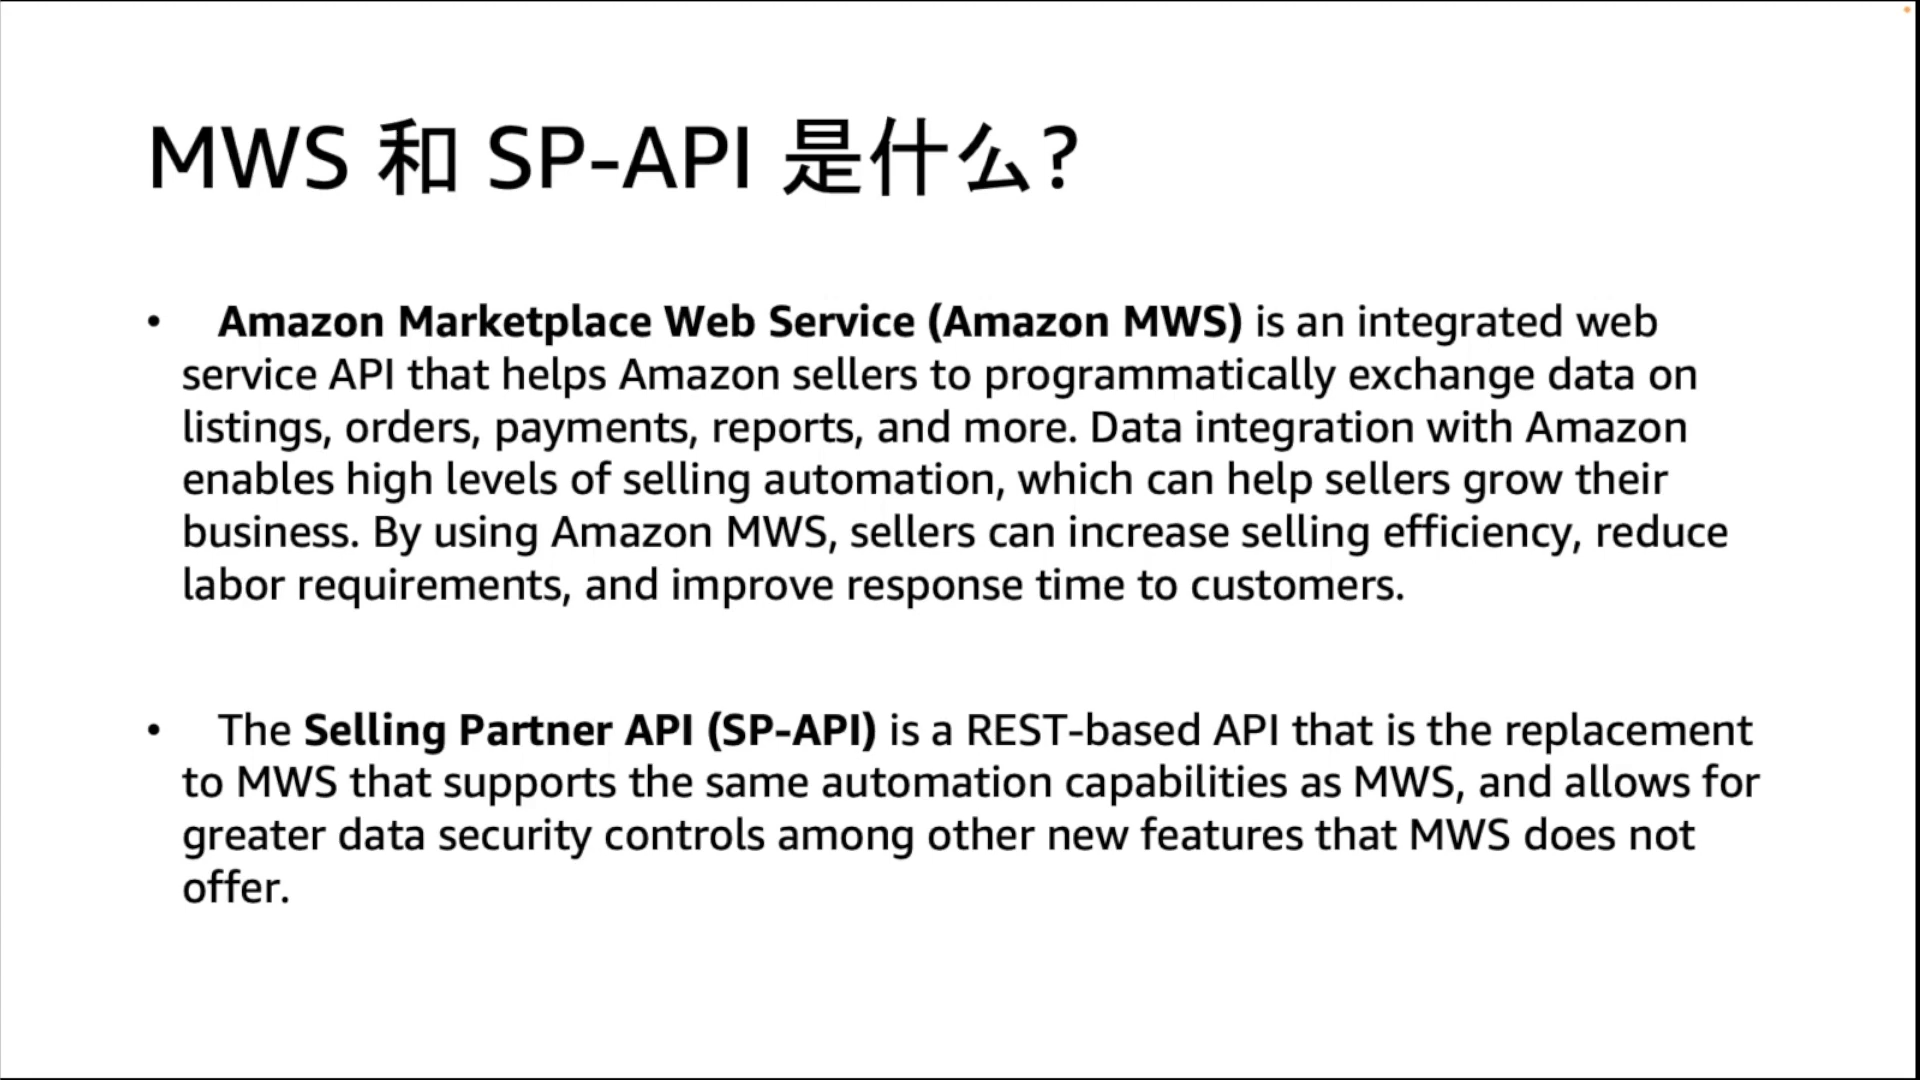 MWS 和 SP-API 是什么?
• Amazon Marketplace Web Service (Amazon MWS) is an integrated web
service API that helps Amazon sellers to programmatically exchange data on
listings, orders, payments, reports, and more. Data integration with Amazon
enables high levels of selling automation, which can help sellers grow their
business. By using Amazon MWS, sellers can increase selling efficiency, reduce
labor requirements, and improve response time to customers.
• The Selling Partner API (SP-API) is a REST-based API that is the replacement
to MWS that supports the same automation capabilities as MWS, and allows for
greater data security controls among other new features that MWS does not
offer.